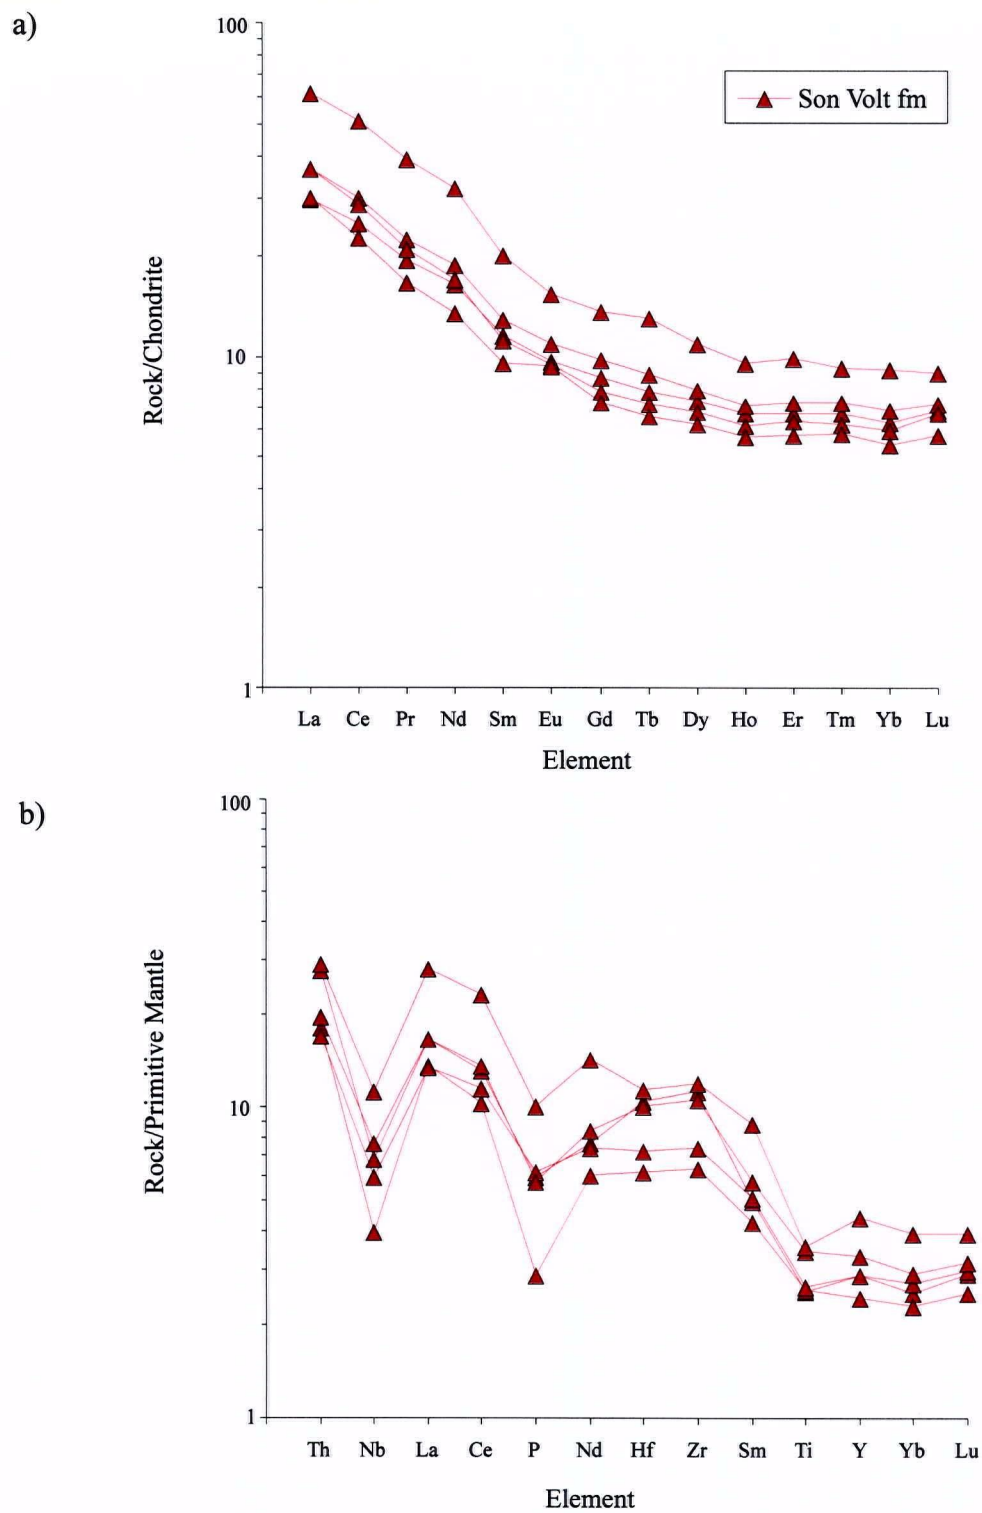 a)
100
Son Volt fm
Rock/Chondrite
10
1
La Ce Pr Nd Sm Eu Gd Tb Dy Ho Er Tm Yb Lu
Element
b)
100
Rock/Primitive Mantle
10
1
Th Nb La Ce P Nd Hf Zr Sm Ti Y Yb Lu
Element